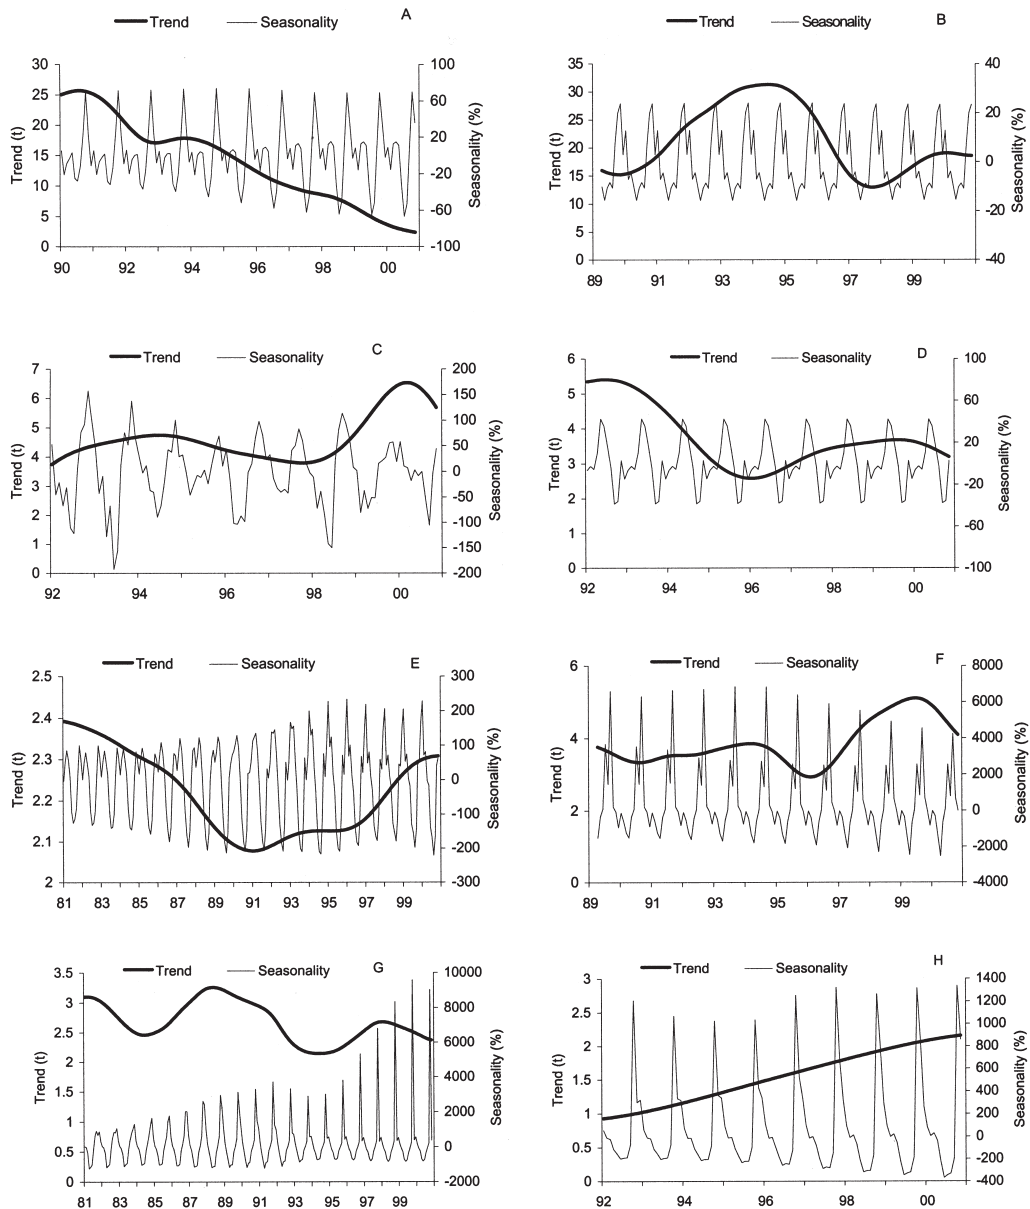 Trend Seasonality A
30 100
25 60
20 20
15 -20
10 -60
5
0 -100
90 92 94 96 98 00
Trend (t)
Seasonality (%)
Trend Seasonality B
35 40
30 20
25
20 0
15
10 -20
5
0 -40
89 91 93 95 97 99
Trend (t)
Seasonality (%)
Trend Seasonality C
7 200
6 150
5 100
4 50
3 0
2 -50
1 -100
0 -150
-200
92 94 96 98 00
Trend (t)
Seasonality (%)
Trend Seasonality D
6 100
5 60
4 20
3 -20
2 -60
1
0 -100
92 94 96 98 00
Trend (t)
Seasonality (%)
Trend Seasonality E
2.5 300
2.4 200
2.3 100
2.2 0
2.1 -100
2 -200
-300
81 83 85 87 89 91 93 95 97 99
Trend (t)
Seasonality (%)
Trend Seasonality F
6 8000
4 6000
2 4000
0 2000
0
-2000
-4000
89 91 93 95 97 99
Trend (t)
Seasonality (%)
Trend Seasonality G
3.5 10000
3 8000
2.5 6000
2 4000
1.5 2000
1 0
0.5 -2000
0
81 83 85 87 89 91 93 95 97 99
Trend (t)
Seasonality (%)
Trend Seasonality H
3 1400
2.5 1200
2 1000
1.5 800
1 600
0.5 400
0 200
0
-200
-400
92 94 96 98 00
Trend (t)
Seasonality (%)